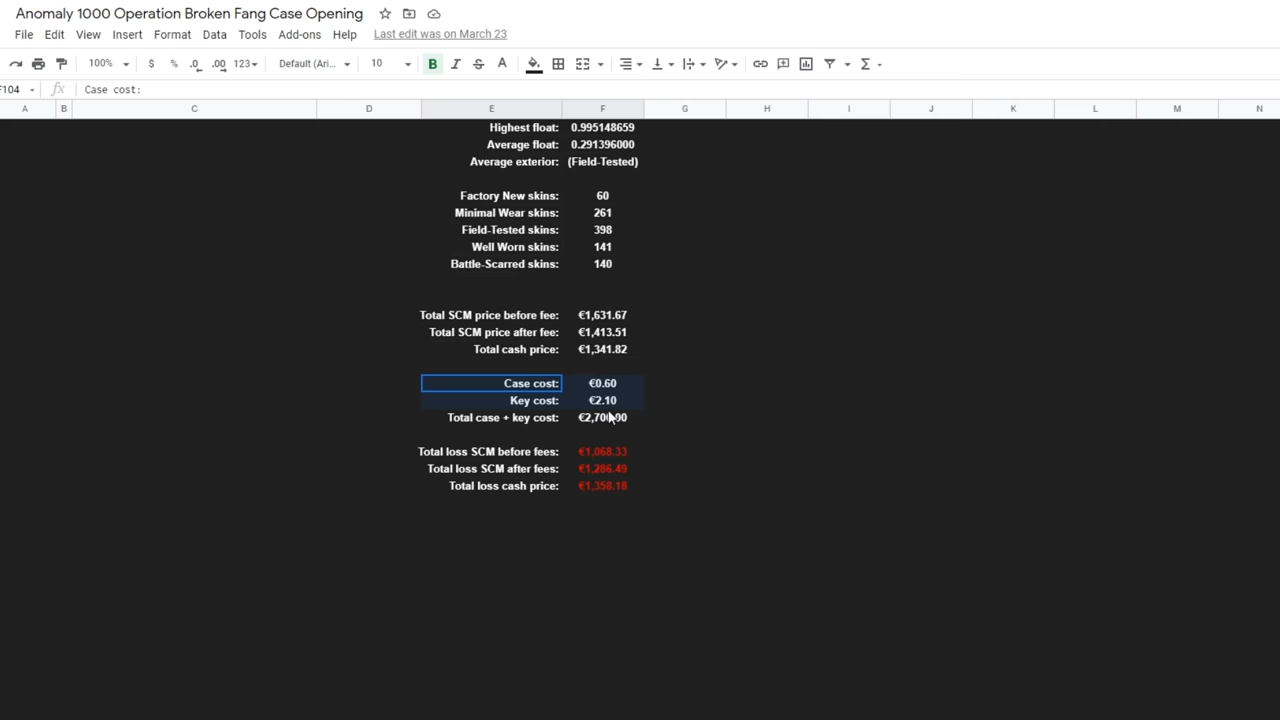 Anomaly 1000 Operation Broken Fang Case Opening
File Edit View Insert Format Data Tools Add-ons Help Last edit was on March 23
100% $ % .0 .00 123 Default (Ari... 10 B I S A Σ
F104 fx Case cost:
A B C D E F G H I J K L M N
Highest float: 0.995148659
Average float: 0.291396000
Average exterior: (Field-Tested)
Factory New skins: 60
Minimal Wear skins: 261
Field-Tested skins: 398
Well Worn skins: 141
Battle-Scarred skins: 140
Total SCM price before fee: €1,631.67
Total SCM price after fee: €1,413.51
Total cash price: €1,341.82
Case cost: €0.60
Key cost: €2.10
Total case + key cost: €2,700.00
Total loss SCM before fees: €1,068.33
Total loss SCM after fees: €1,286.49
Total loss cash price: €1,358.18